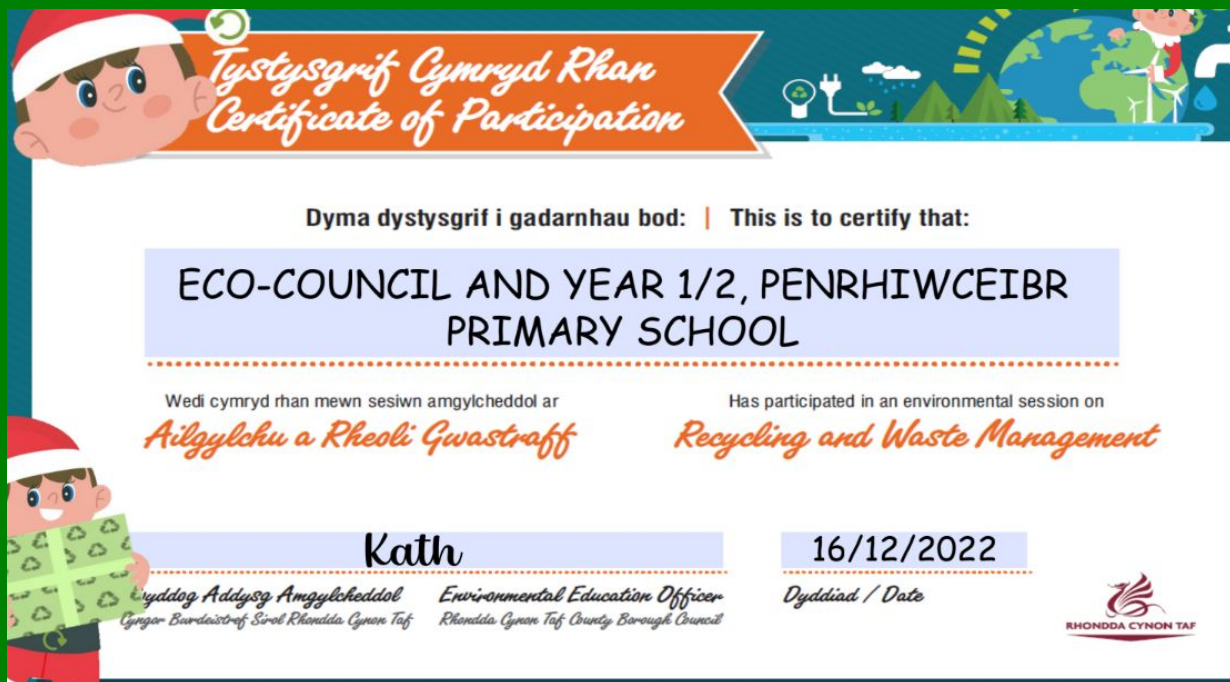 Tystysgrif Cymryd Rhan
Certificate of Participation
Dyma dystysgrif i gadarnhau bod: | This is to certify that:
ECO-COUNCIL AND YEAR 1/2, PENRHIWCEIBR
PRIMARY SCHOOL
Wedi cymryd rhan mewn sesiwn amgylcheddol ar
Ailgylchu a Rheoli Gwastraff
Has participated in an environmental session on
Recycling and Waste Management
Kath
Addysg Amgylcheddol
Cyngor Bwrdeistref Sirol Rhondda Cynon Taf
Environmental Education Officer
Rhondda Cynon Taf County Borough Council
16/12/2022
Dyddiad / Date
RHONDDA CYNON TAF